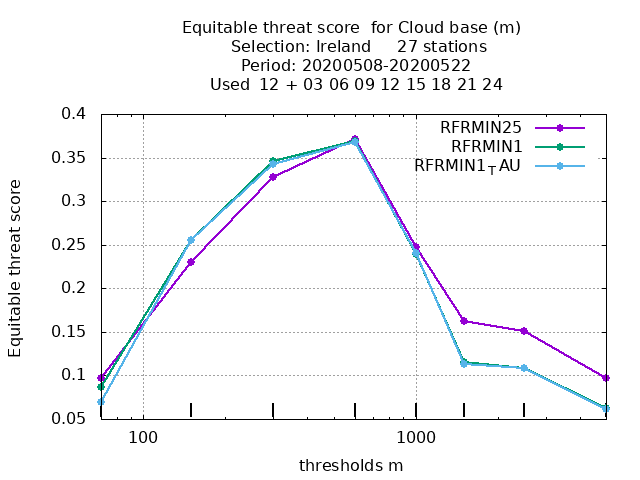 Equitable threat score  for Cloud base (m)
Selection: Ireland     27 stations
Period: 20200508-20200522
Used  12 + 03 06 09 12 15 18 21 24
0.4
0.35
0.3
0.25
0.2
0.15
0.1
0.05
Equitable threat score
RFRMIN25
RFRMIN1
RFRMIN1TAU
100
1000
thresholds m